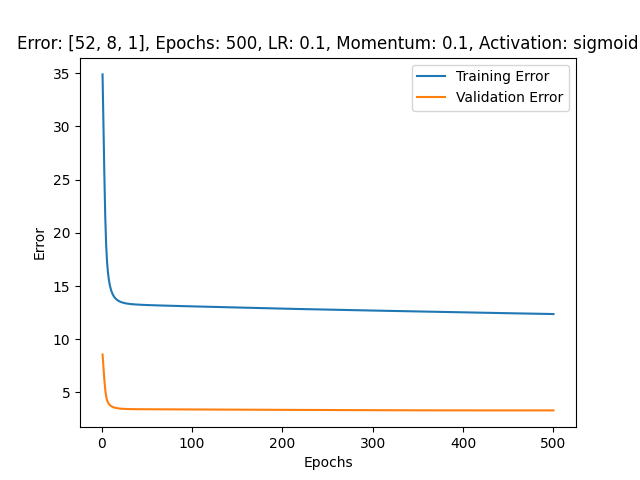 Error: [52, 8, 1], Epochs: 500, LR: 0.1, Momentum: 0.1, Activation: sigmoid
Training Error
Validation Error
Error
35
30
25
20
15
10
5
0
100
200
300
400
500
Epochs